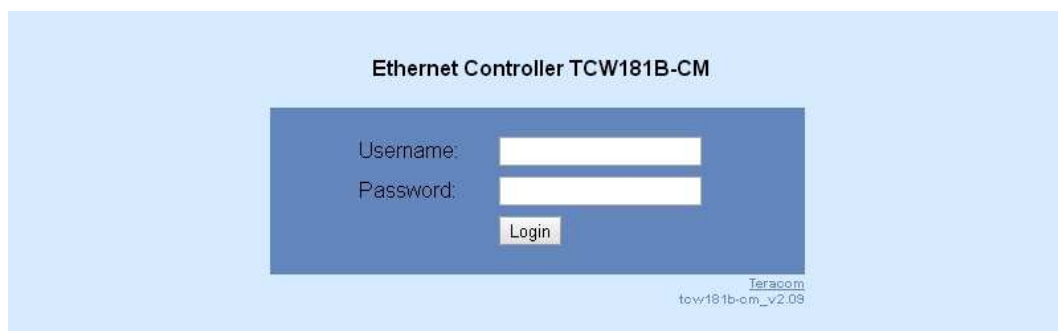 Ethernet Controller TCW181B-CM
Username:
Password:
Login
Teracom
tcw181b-cm_v2.09